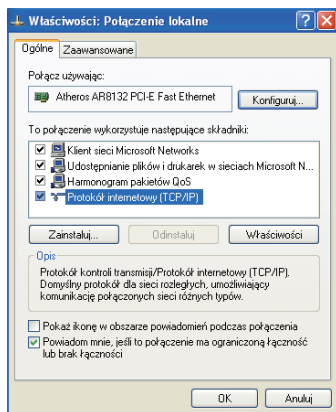 Właściwości: Połączenie lokalne
Ogólne Zaawansowane
Połącz używając:
Atheros AR8132 PCI-E Fast Ethernet
Konfiguruj...
To połączenie wykorzystuje następujące składniki:
Klient sieci Microsoft Networks
Udostępnianie plików i drukarek w sieciach Microsoft N...
Harmonogram pakietów QoS
Protokół internetowy (TCP/IP)
Zainstaluj... Odinstaluj Właściwości
Opis
Protokół kontroli transmisji/Protokół internetowy (TCP/IP).
Domyślny protokół dla sieci rozległych, umożliwiający
komunikację połączonych sieci różnych typów.
Pokaż ikonę w obszarze powiadomień podczas połączenia
Powiadom mnie, jeśli to połączenie ma ograniczoną łączność
lub brak łączności
OK Anuluj